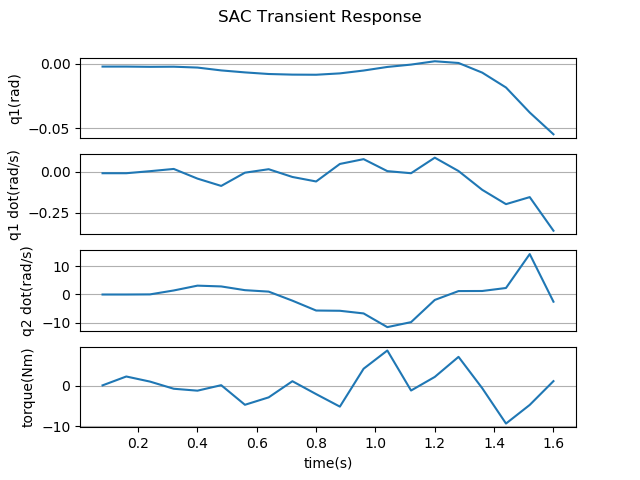 SAC Transient Response
0.00
−0.05
q1(rad)
0.00
−0.25
q1 dot(rad/s)
10
0
−10
q2 dot(rad/s)
0
−10
torque(Nm)
0.2 0.4 0.6 0.8 1.0 1.2 1.4 1.6
time(s)